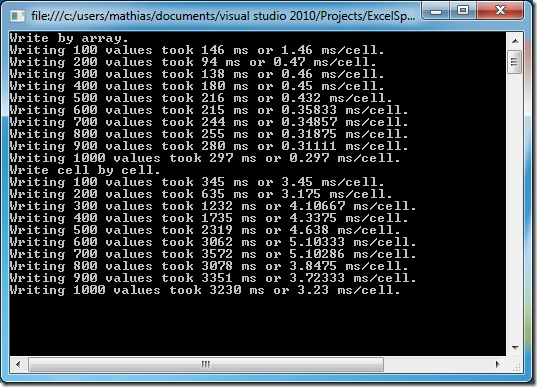 file:///c:/users/mathias/documents/visual studio 2010/Projects/ExcelSp...
Write by array.
Writing 100 values took 146 ms or 1.46 ms/cell.
Writing 200 values took 94 ms or 0.47 ms/cell.
Writing 300 values took 138 ms or 0.46 ms/cell.
Writing 400 values took 180 ms or 0.45 ms/cell.
Writing 500 values took 216 ms or 0.432 ms/cell.
Writing 600 values took 215 ms or 0.35833 ms/cell.
Writing 700 values took 244 ms or 0.34857 ms/cell.
Writing 800 values took 255 ms or 0.31875 ms/cell.
Writing 900 values took 280 ms or 0.31111 ms/cell.
Writing 1000 values took 297 ms or 0.297 ms/cell.
Write cell by cell.
Writing 100 values took 345 ms or 3.45 ms/cell.
Writing 200 values took 635 ms or 3.175 ms/cell.
Writing 300 values took 1232 ms or 4.10667 ms/cell.
Writing 400 values took 1735 ms or 4.3375 ms/cell.
Writing 500 values took 2319 ms or 4.638 ms/cell.
Writing 600 values took 3062 ms or 5.10333 ms/cell.
Writing 700 values took 3572 ms or 5.10286 ms/cell.
Writing 800 values took 3078 ms or 3.8475 ms/cell.
Writing 900 values took 3351 ms or 3.72333 ms/cell.
Writing 1000 values took 3230 ms or 3.23 ms/cell.